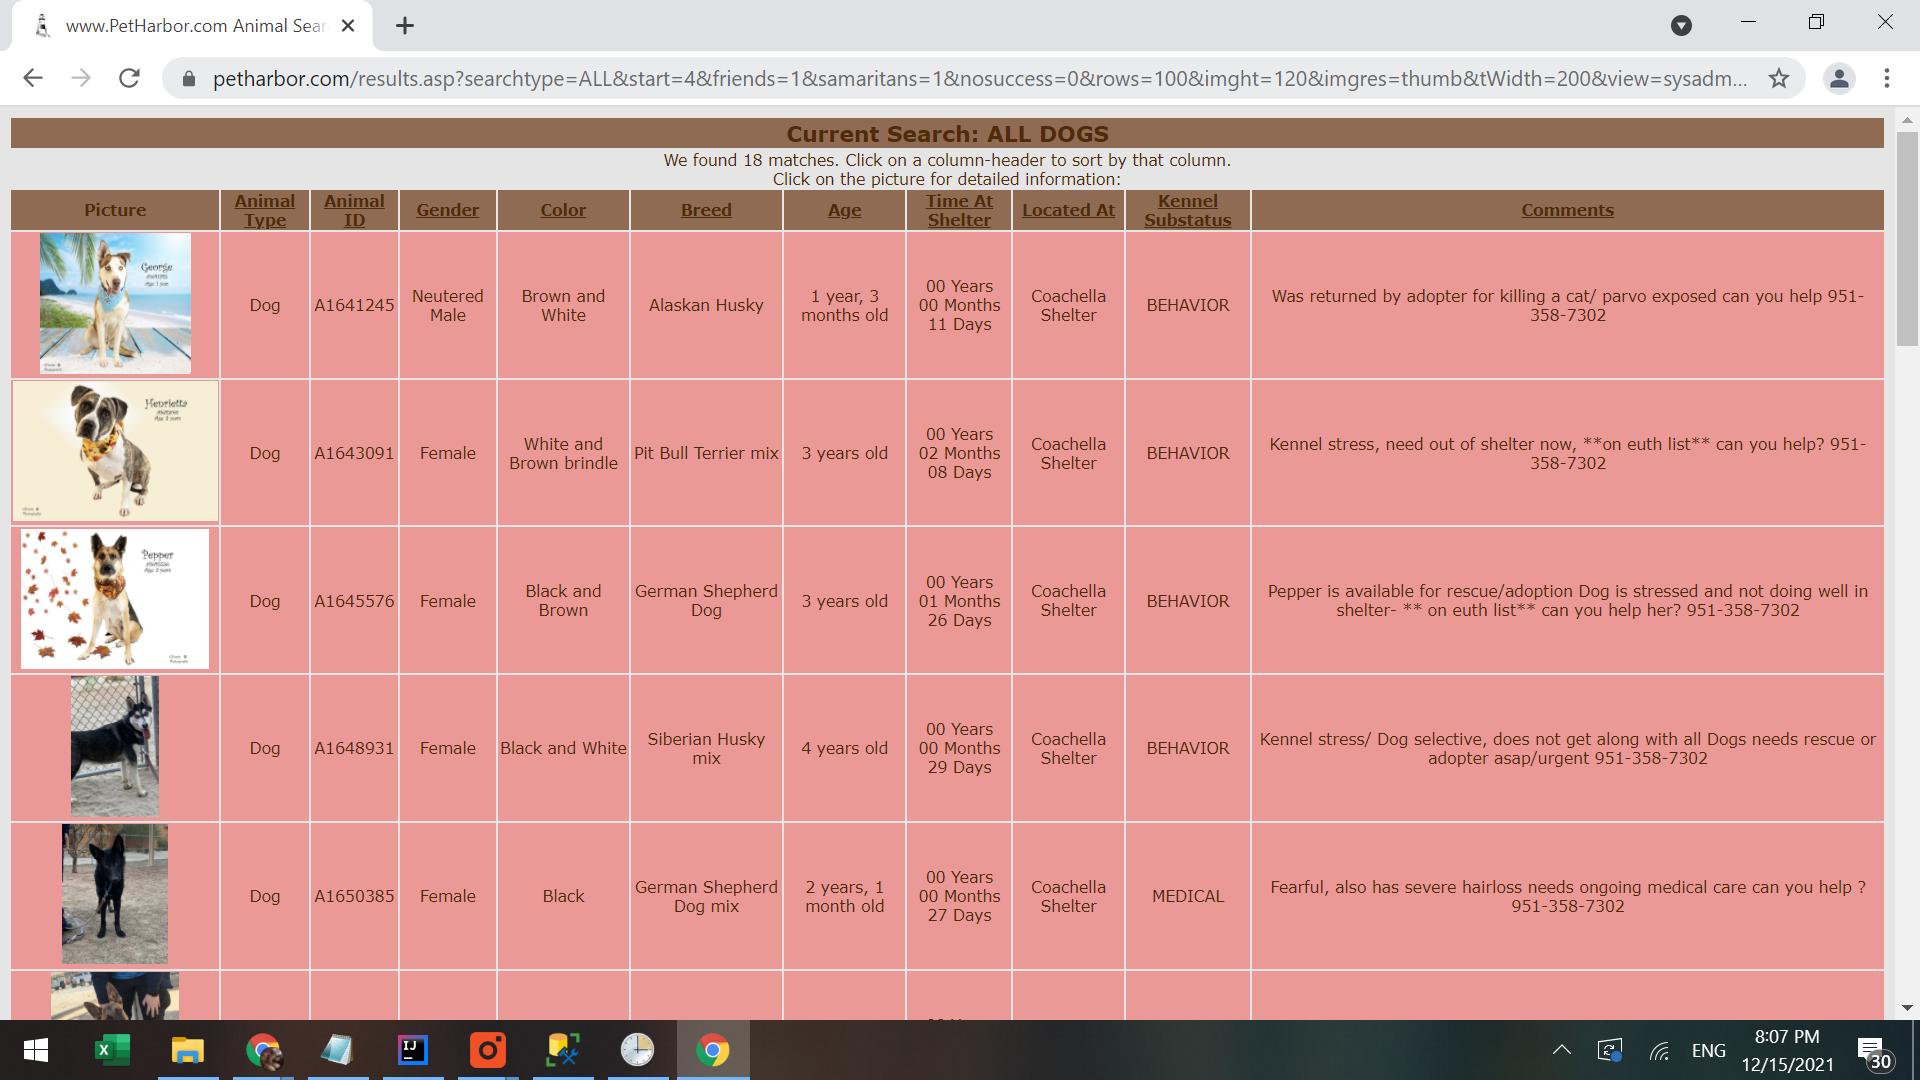 www.PetHarbor.com Animal Sear
petharbor.com/results.asp?searchtype=ALL&start=4&friends=1&samaritans=1&nosuccess=0&rows=100&imght=120&imgres=thumb&tWidth=200&view=sysadm...
Current Search: ALL DOGS
We found 18 matches. Click on a column-header to sort by that column.
Click on the picture for detailed information:
Picture
Animal
Type
Animal
ID
Gender
Color
Breed
Age
Time At
Shelter
Located At
Kennel
Substatus
Comments
George
Dog
A1641245
Neutered
Male
Brown and
White
Alaskan Husky
1 year, 3
months old
00 Years
00 Months
11 Days
Coachella
Shelter
BEHAVIOR
Was returned by adopter for killing a cat/ parvo exposed can you help 951-
358-7302
Henrietta
Dog
A1643091
Female
White and
Brown brindle
Pit Bull Terrier mix
3 years old
00 Years
02 Months
08 Days
Coachella
Shelter
BEHAVIOR
Kennel stress, need out of shelter now, **on euth list** can you help? 951-
358-7302
Pepper
Dog
A1645576
Female
Black and
Brown
German Shepherd
Dog
3 years old
00 Years
01 Months
26 Days
Coachella
Shelter
BEHAVIOR
Pepper is available for rescue/adoption Dog is stressed and not doing well in
shelter- ** on euth list** can you help her? 951-358-7302
Dog
A1648931
Female
Black and White
Siberian Husky
mix
4 years old
00 Years
00 Months
29 Days
Coachella
Shelter
BEHAVIOR
Kennel stress/ Dog selective, does not get along with all Dogs needs rescue or
adopter asap/urgent 951-358-7302
Dog
A1650385
Female
Black
German Shepherd
Dog mix
2 years, 1
month old
00 Years
00 Months
27 Days
Coachella
Shelter
MEDICAL
Fearful, also has severe hairloss needs ongoing medical care can you help ?
951-358-7302
ENG
8:07 PM
12/15/2021
30